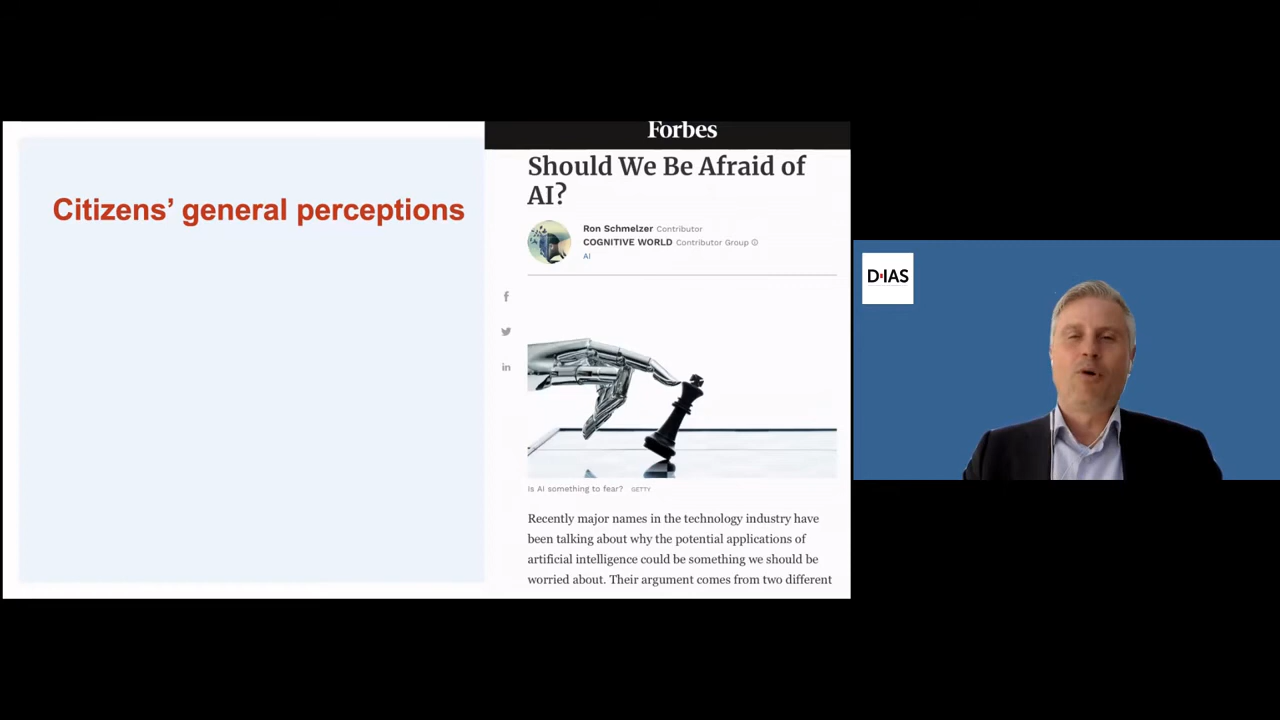 Citizens’ general perceptions
Forbes
Should We Be Afraid of
AI?
Ron Schmelzer Contributor
COGNITIVE WORLD Contributor Group
AI
f
in
Is AI something to fear? GETTY
Recently major names in the technology industry have
been talking about why the potential applications of
artificial intelligence could be something we should be
worried about. Their argument comes from two different
D·IAS